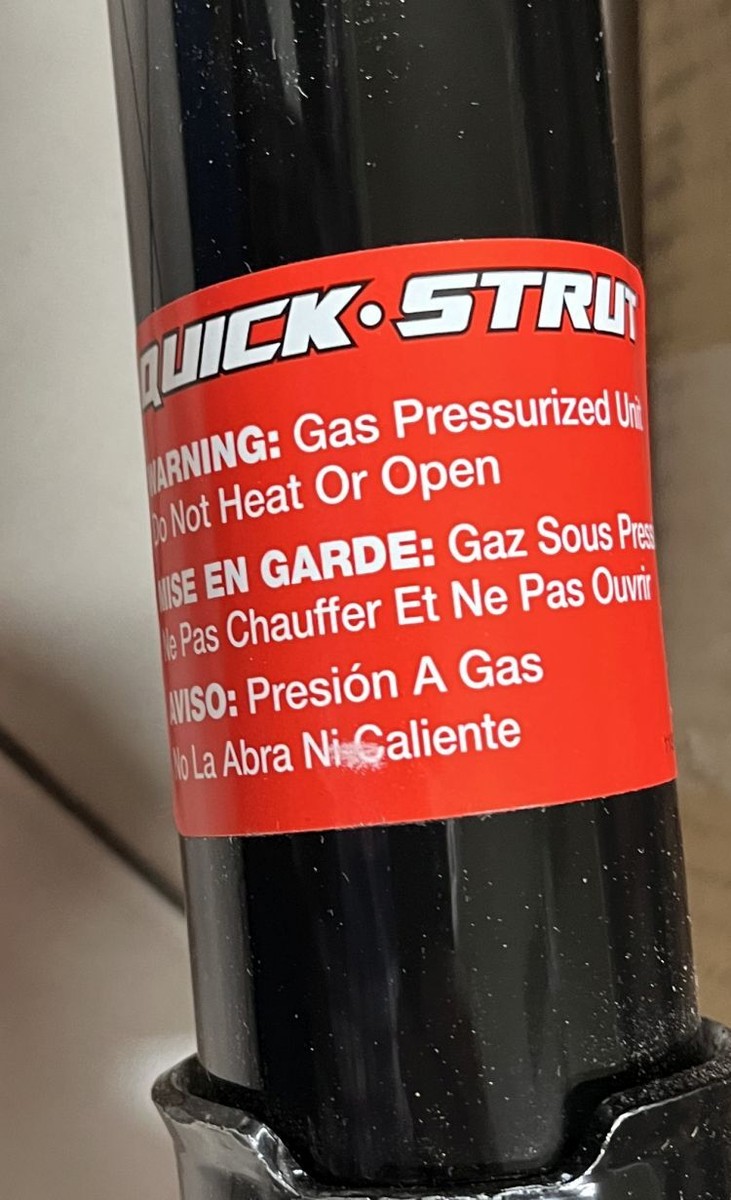 QUICK·STRUT
WARNING: Gas Pressurized Unit
Do Not Heat Or Open
MISE EN GARDE: Gaz Sous Press
Ne Pas Chauffer Et Ne Pas Ouvrir
AVISO: Presión A Gas
No La Abra Ni Caliente